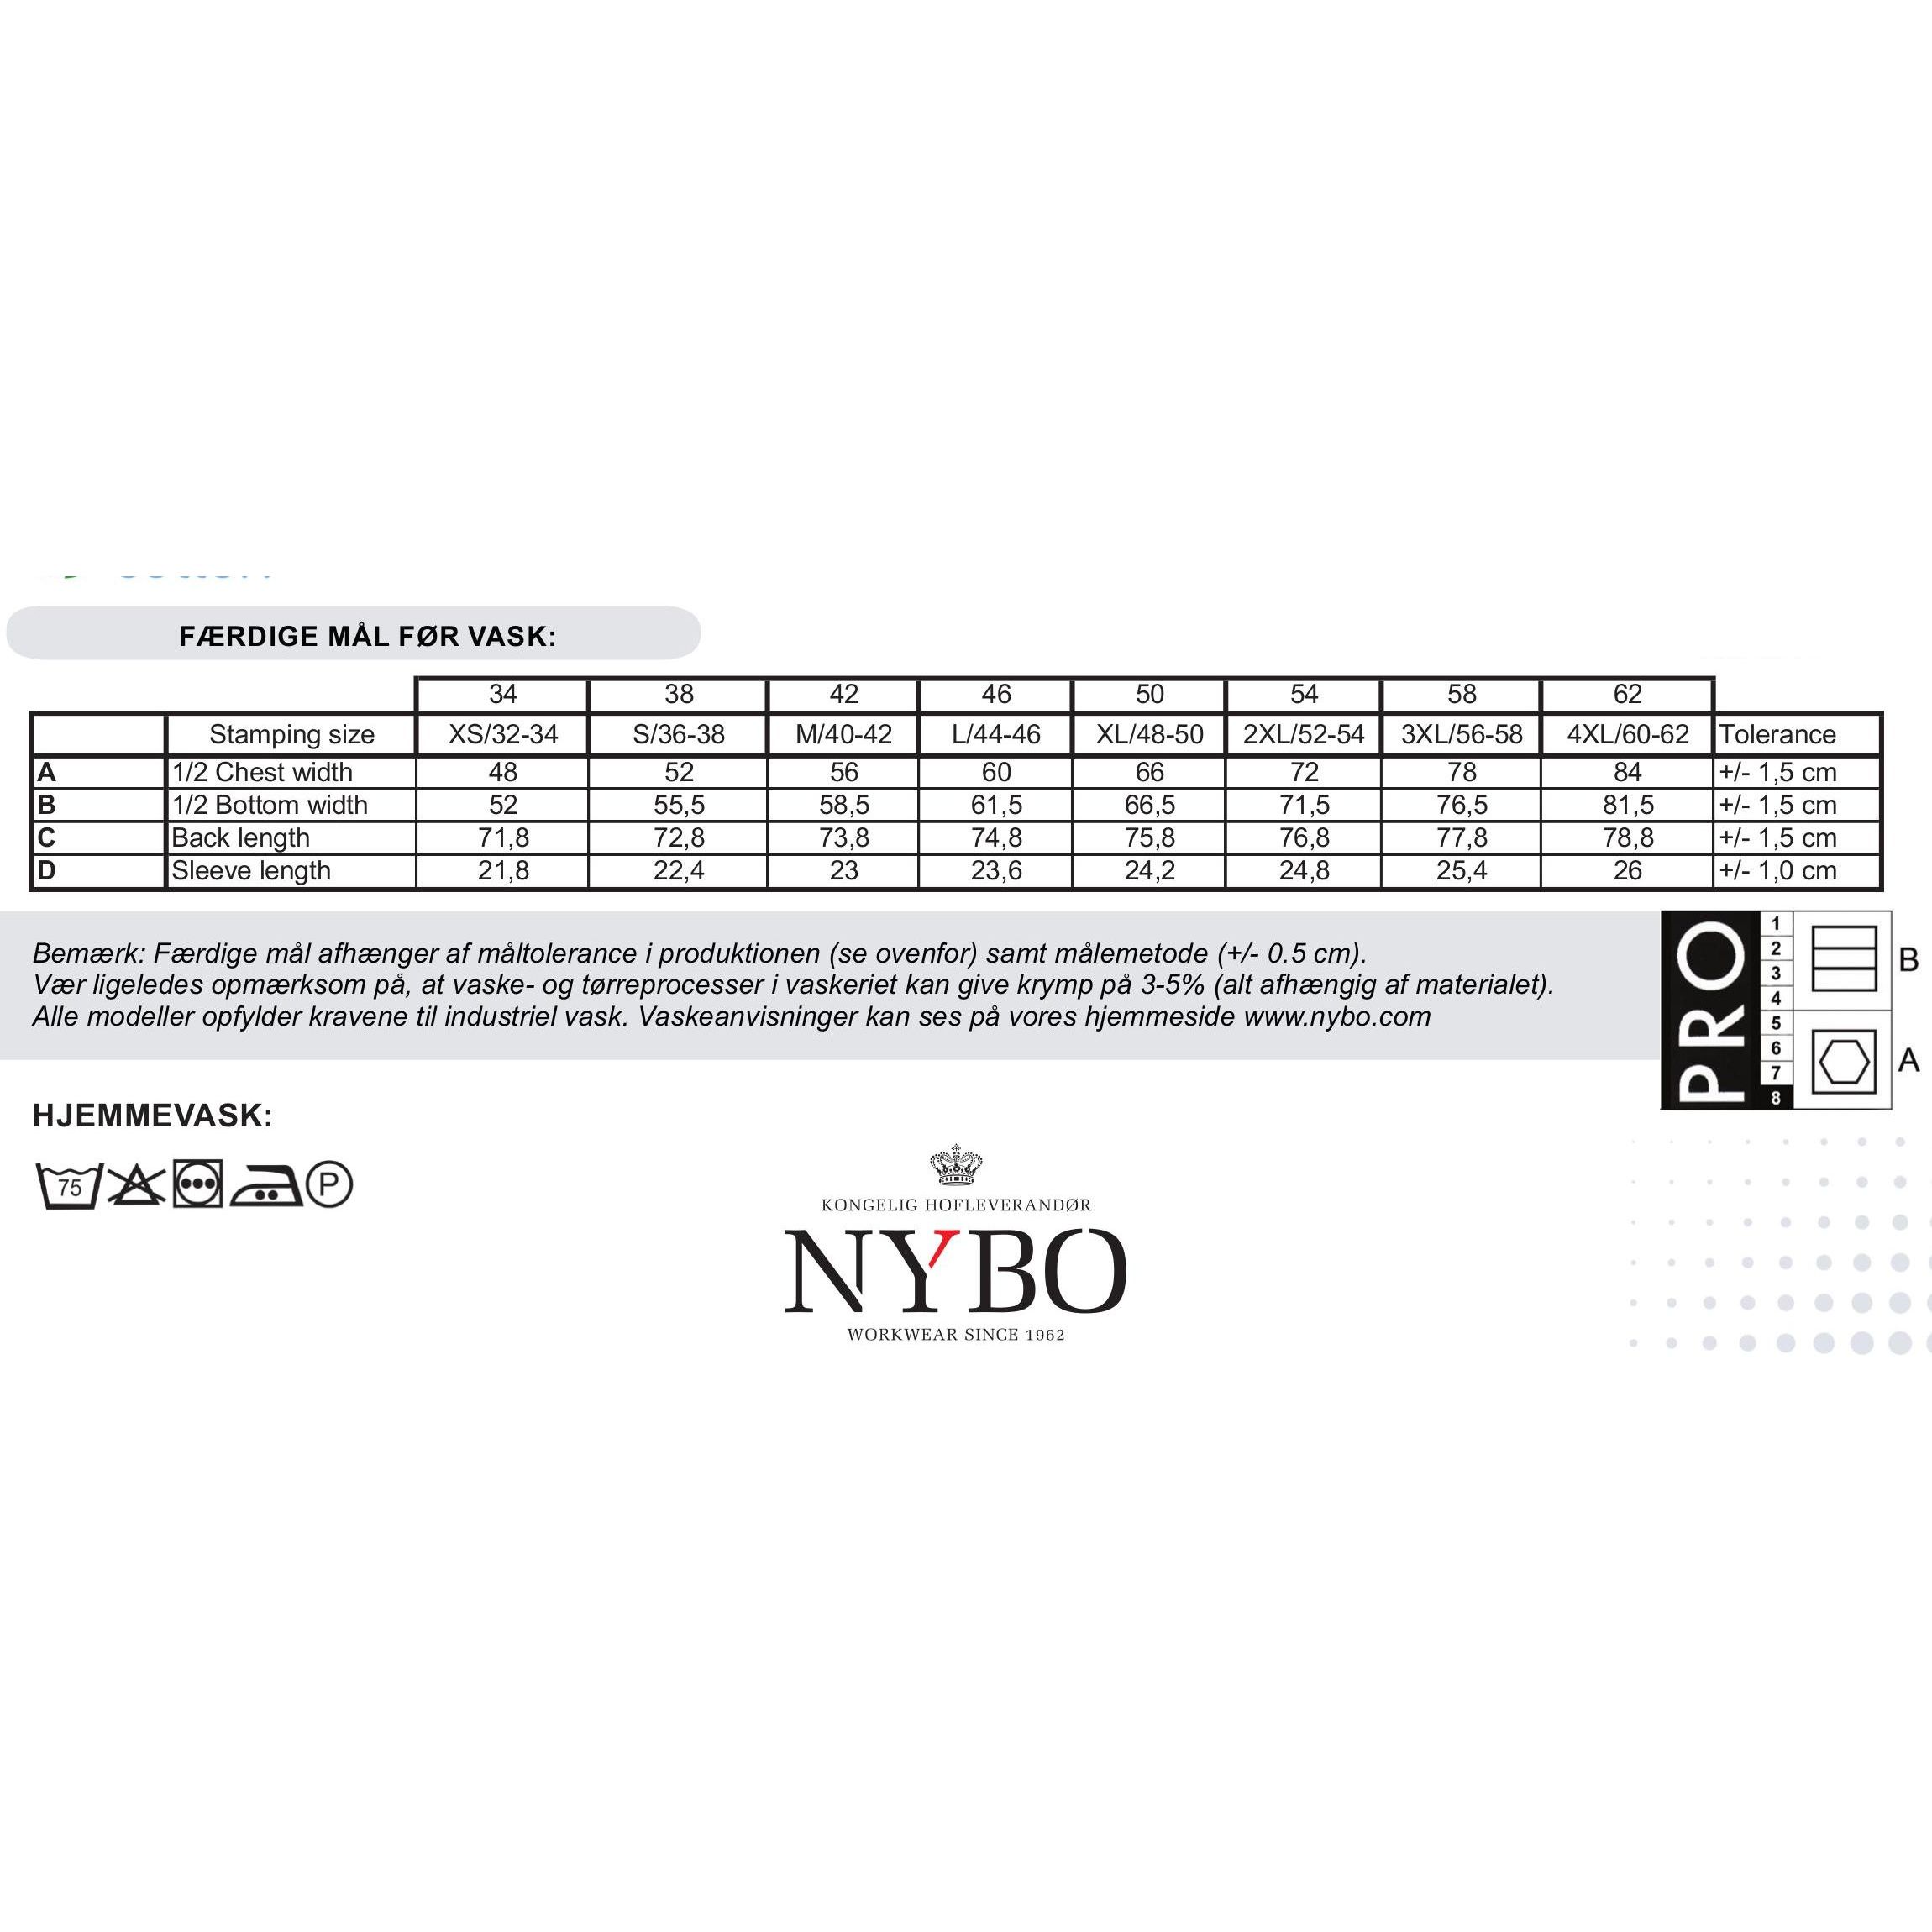 FÆRDIGE MÅL FØR VASK:
34 38 42 46 50 54 58 62
Stamping size XS/32-34 S/36-38 M/40-42 L/44-46 XL/48-50 2XL/52-54 3XL/56-58 4XL/60-62 Tolerance
A 1/2 Chest width 48 52 56 60 66 72 78 84 +/- 1,5 cm
B 1/2 Bottom width 52 55,5 58,5 61,5 66,5 71,5 76,5 81,5 +/- 1,5 cm
C Back length 71,8 72,8 73,8 74,8 75,8 76,8 77,8 78,8 +/- 1,5 cm
D Sleeve length 21,8 22,4 23 23,6 24,2 24,8 25,4 26 +/- 1,0 cm
Bemærk: Færdige mål afhænger af måltolerance i produktionen (se ovenfor) samt målemetode (+/- 0.5 cm).
Vær ligeledes opmærksom på, at vaske- og tørreprocesser i vaskeriet kan give krymp på 3-5% (alt afhængig af materialet).
Alle modeller opfylder kravene til industriel vask. Vaskeanvisninger kan ses på vores hjemmeside www.nybo.com
PRO
1
2
3
4
5
6
7
8
B
A
HJEMMEVASK:
75 P
KONGELIG HOFLEVERANDØR
NYBO
WORKWEAR SINCE 1962